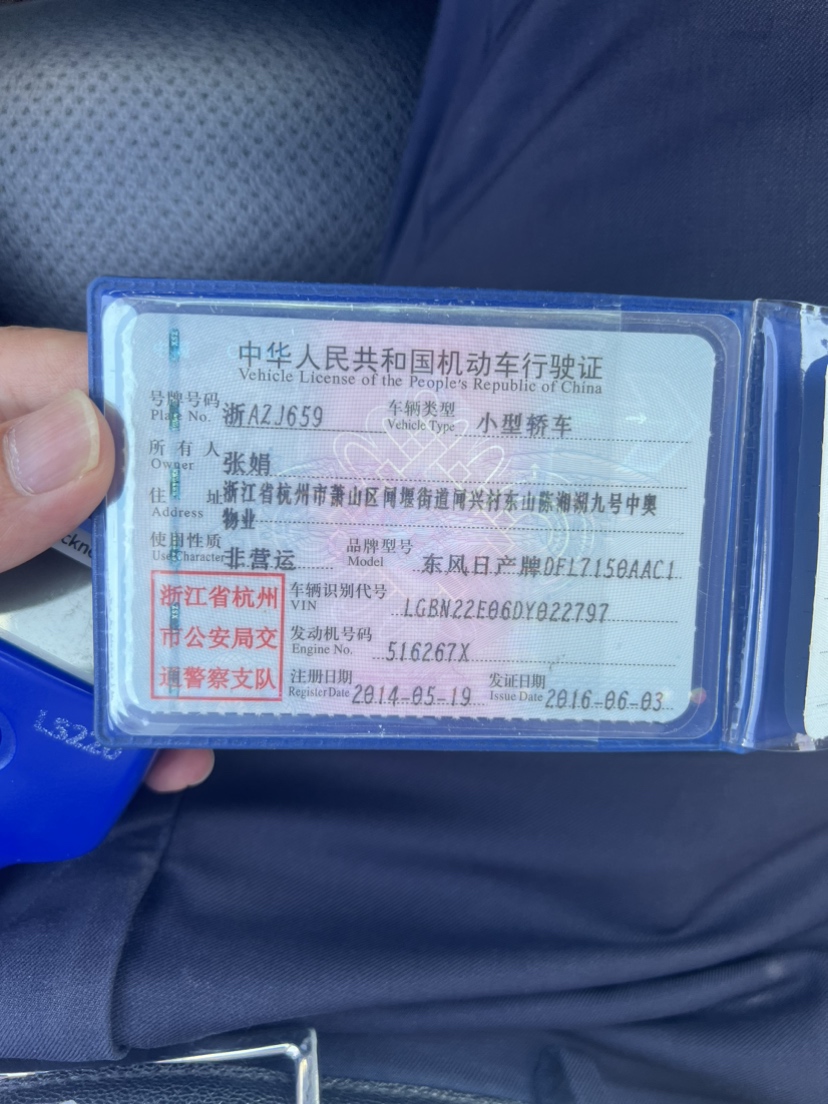 中华人民共和国机动车行驶证
Vehicle License of the People's Republic of China
号牌号码 浙AZJ659 车辆类型 小型轿车
Plate No. Vehicle Type
所有人 张娟
Owner
住址 浙江省杭州市萧山区闻堰街道闻兴村东山陈湘湖九号中奥
Address 物业
使用性质 非营运 品牌型号 东风日产牌DFL7150AAC1
Use Character Model
浙江省杭州
市公安局交
通警察支队
车辆识别代号 LGBN22E06DY022797
VIN
发动机号码 516267X
Engine No.
注册日期 2014-05-19 发证日期 2016-06-03
Register Date Issue Date